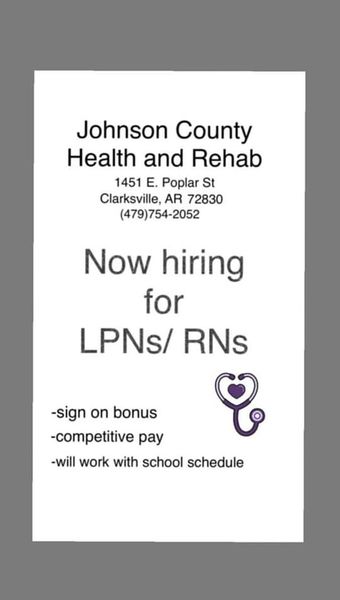 Johnson County
Health and Rehab
1451 E. Poplar St
Clarksville, AR 72830
(479)754-2052
Now hiring
for
LPNs/ RNs
-sign on bonus
-competitive pay
-will work with school schedule